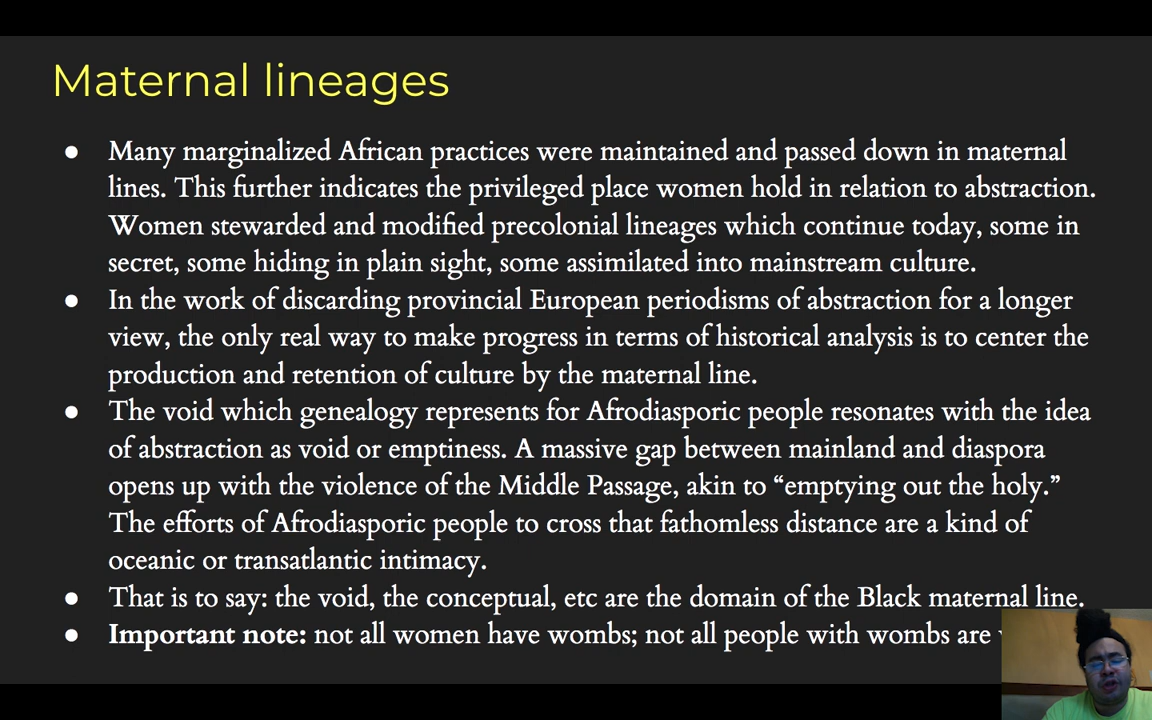 Maternal lineages
● Many marginalized African practices were maintained and passed down in maternal
lines. This further indicates the privileged place women hold in relation to abstraction.
Women stewarded and modified precolonial lineages which continue today, some in
secret, some hiding in plain sight, some assimilated into mainstream culture.
● In the work of discarding provincial European periodisms of abstraction for a longer
view, the only real way to make progress in terms of historical analysis is to center the
production and retention of culture by the maternal line.
● The void which genealogy represents for Afrodiasporic people resonates with the idea
of abstraction as void or emptiness. A massive gap between mainland and diaspora
opens up with the violence of the Middle Passage, akin to “emptying out the holy.”
The efforts of Afrodiasporic people to cross that fathomless distance are a kind of
oceanic or transatlantic intimacy.
● That is to say: the void, the conceptual, etc are the domain of the Black maternal line.
● Important note: not all women have wombs; not all people with wombs are